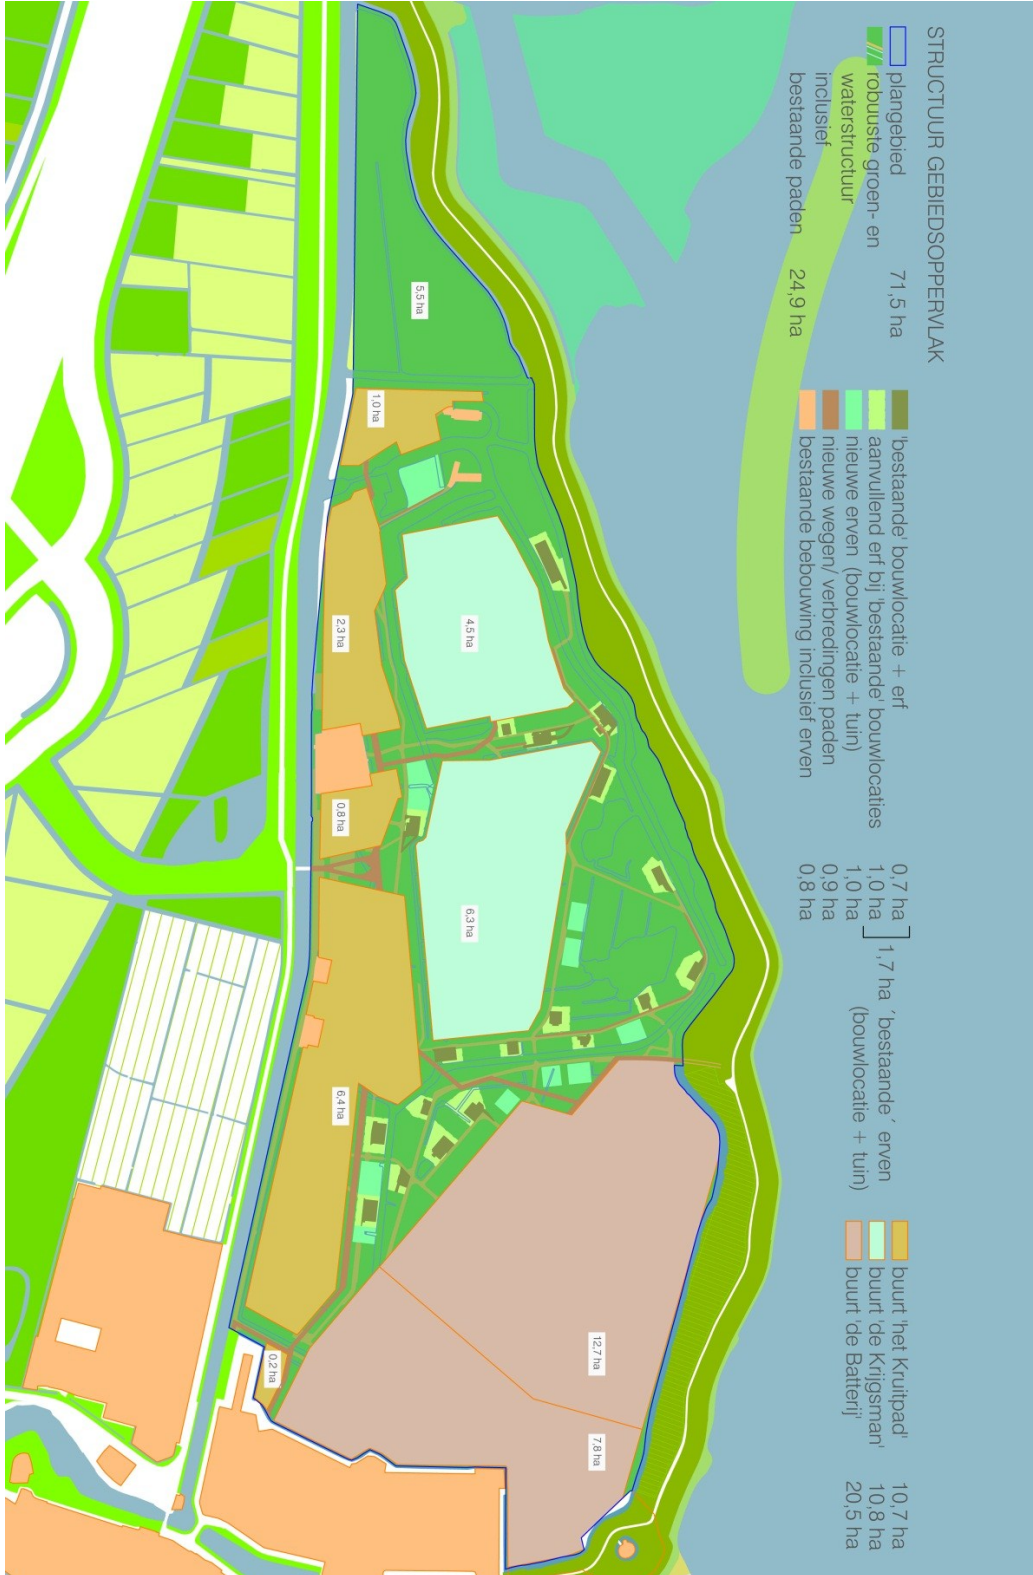 STRUCTUUR GEBIEDSOPPERVLAK
plangebied 71,5 ha
robuuste groen- en
waterstructuur
inclusief
bestaande paden 24,9 ha
'bestaande' bouwlocatie + erf 0,7 ha
aanvullend erf bij 'bestaande' bouwlocaties 1,0 ha
nieuwe erven (bouwlocatie + tuin) 1,0 ha
nieuwe wegen/ verbredingen paden 0,9 ha
bestaande bebouwing inclusief erven 0,8 ha
1,7 ha 'bestaande' erven
(bouwlocatie + tuin)
buurt 'het Kruitpad' 10,7 ha
buurt 'de Krijgsman' 10,8 ha
buurt 'de Batterij' 20,5 ha
5,5 ha
1,0 ha
4,5 ha
2,3 ha
0,8 ha
6,3 ha
6,4 ha
12,7 ha
7,8 ha
0,2 ha